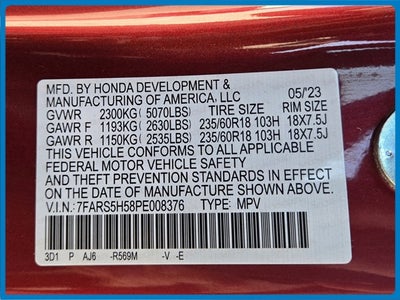 MFD. BY HONDA DEVELOPMENT & 05/'23
MANUFACTURING OF AMERICA, LLC
GVWR 2300KG ( 5070LBS) TIRE SIZE RIM SIZE
GAWR F 1193KG ( 2630LBS) 235/60R18 103H 18X7.5J
GAWR R 1150KG ( 2535LBS) 235/60R18 103H 18X7.5J
THIS VEHICLE CONFORMS TO ALL APPLICABLE
FEDERAL MOTOR VEHICLE SAFETY
AND THEFT PREVENTION STANDARDS IN EFFECT
ON THE DATE OF MANUFACTURE SHOWN ABOVE.
V.I.N.: 7FARS5H58PE008376 TYPE: MPV
3D1 P AJ6 -R569M -V -E